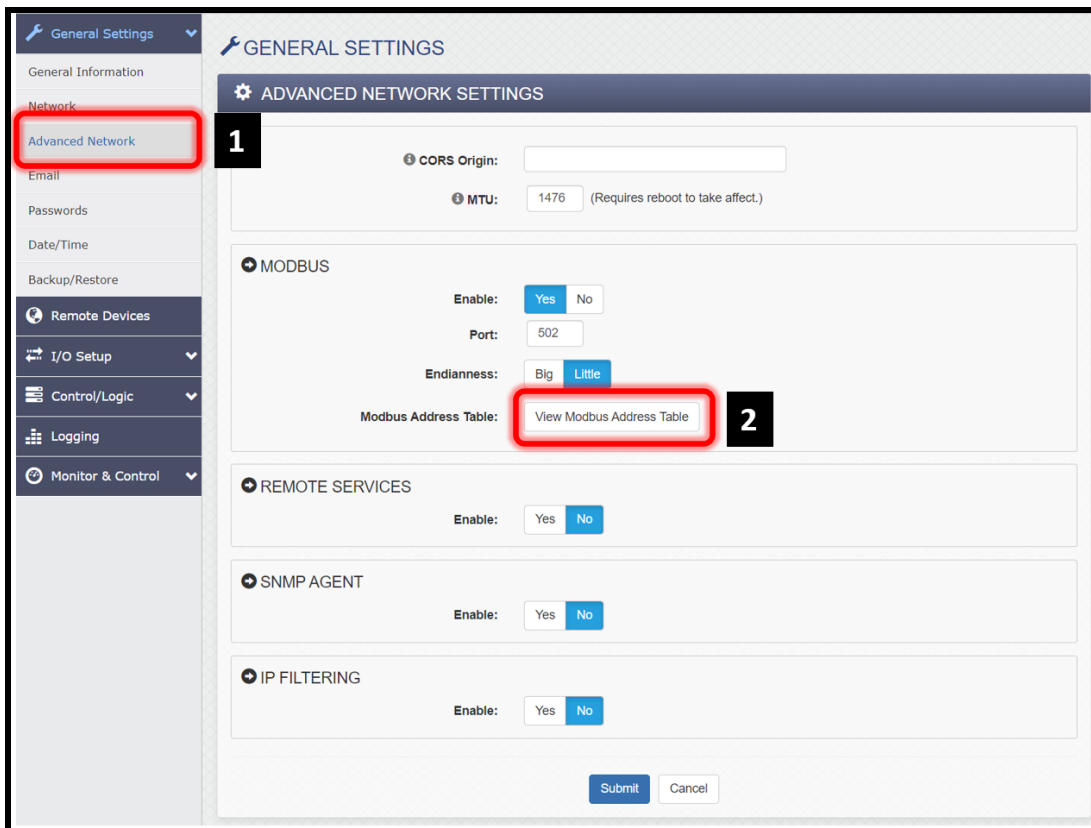 General Settings
General Information
Network
Advanced Network
Email
Passwords
Date/Time
Backup/Restore
Remote Devices
I/O Setup
Control/Logic
Logging
Monitor & Control
1
GENERAL SETTINGS
ADVANCED NETWORK SETTINGS
CORS Origin:
MTU: 1476 (Requires reboot to take affect.)
MODBUS
Enable: Yes No
Port: 502
Endianness: Big Little
Modbus Address Table: View Modbus Address Table 2
REMOTE SERVICES
Enable: Yes No
SNMP AGENT
Enable: Yes No
IP FILTERING
Enable: Yes No
Submit Cancel